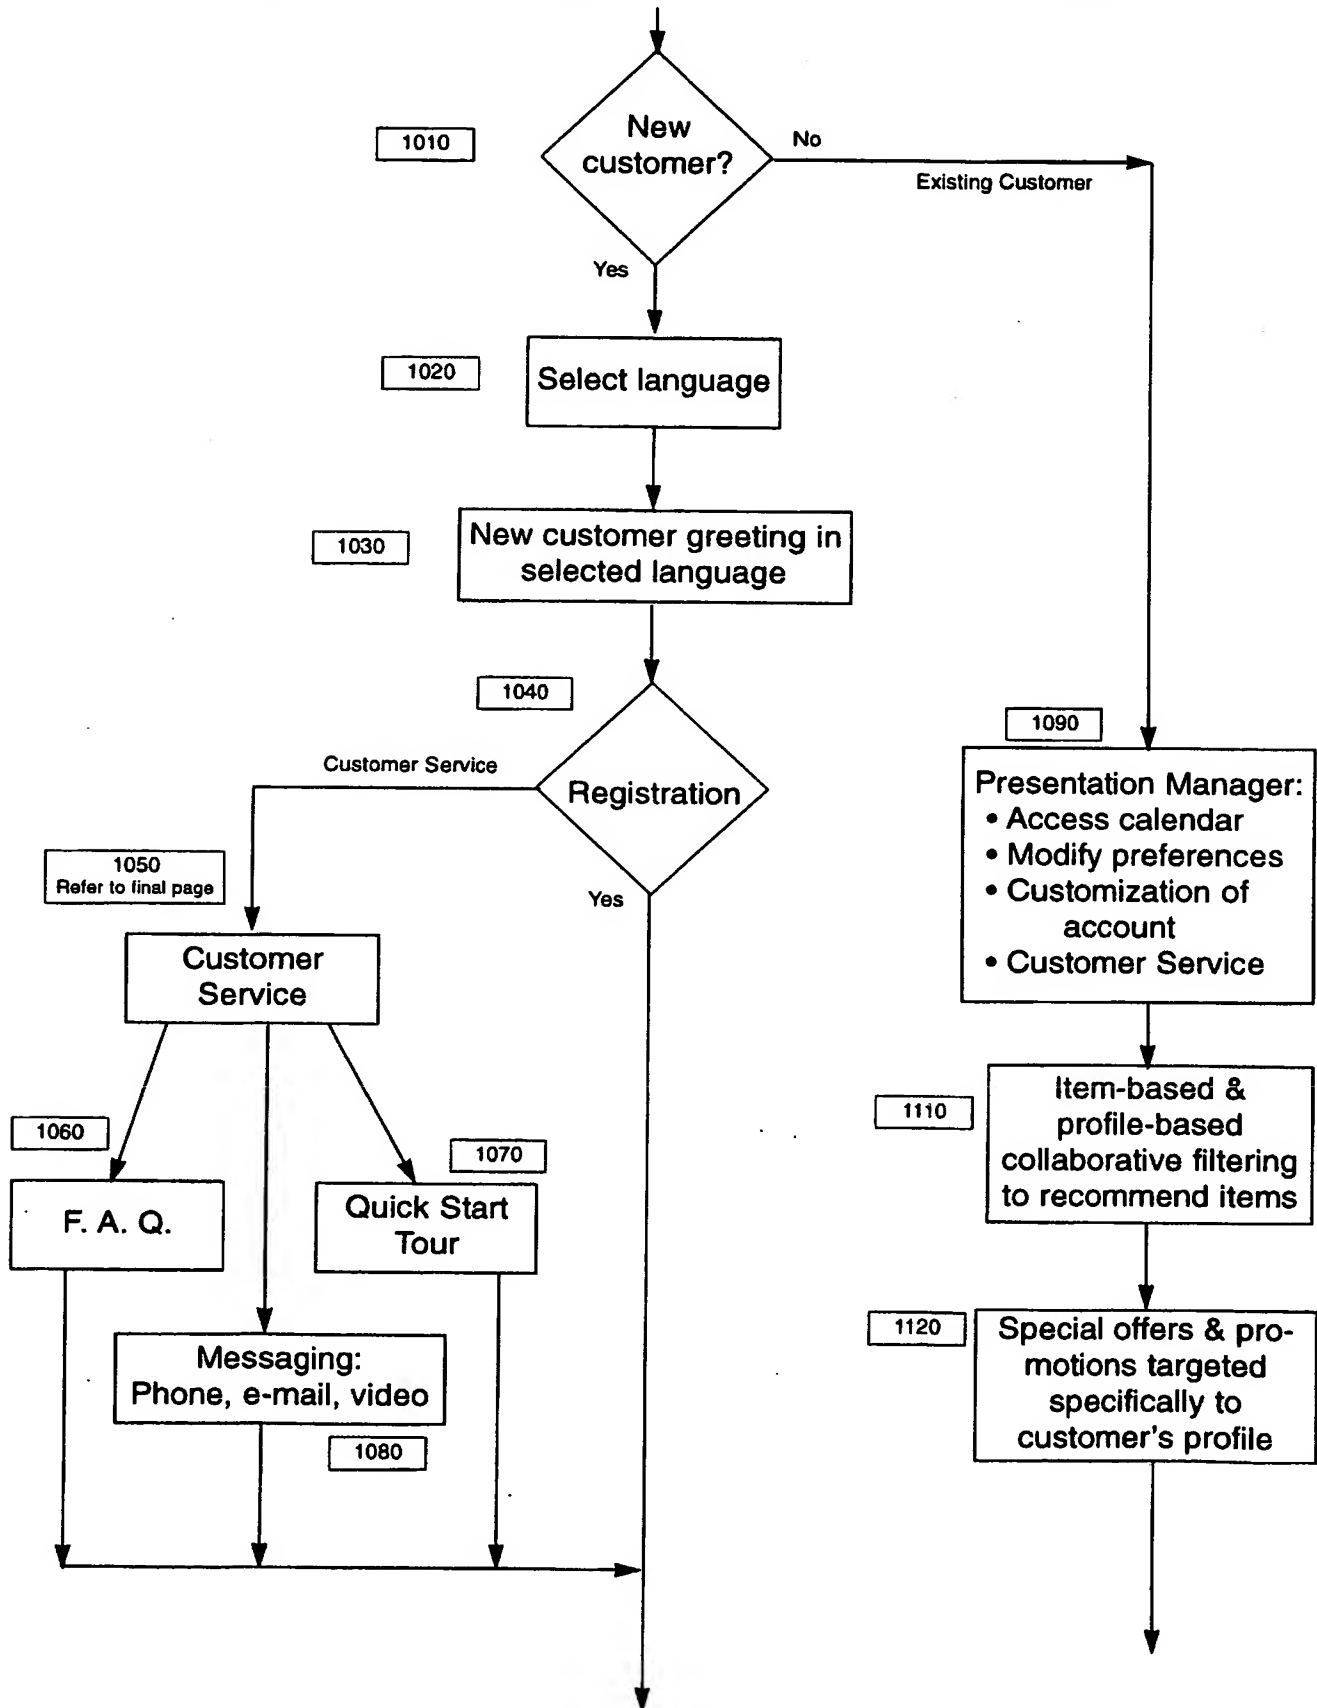 New
customer?
1010
No
Existing Customer
Yes
1020
Select language
1030
New customer greeting in
selected language
1040
Customer Service
Registration
Yes
1050
Refer to final page
Customer
Service
1060
F. A. Q.
1070
Quick Start
Tour
Messaging:
Phone, e-mail, video
1080
1090
Presentation Manager:
• Access calendar
• Modify preferences
• Customization of
account
• Customer Service
1110
Item-based &
profile-based
collaborative filtering
to recommend items
1120
Special offers & pro-
motions targeted
specifically to
customer's profile